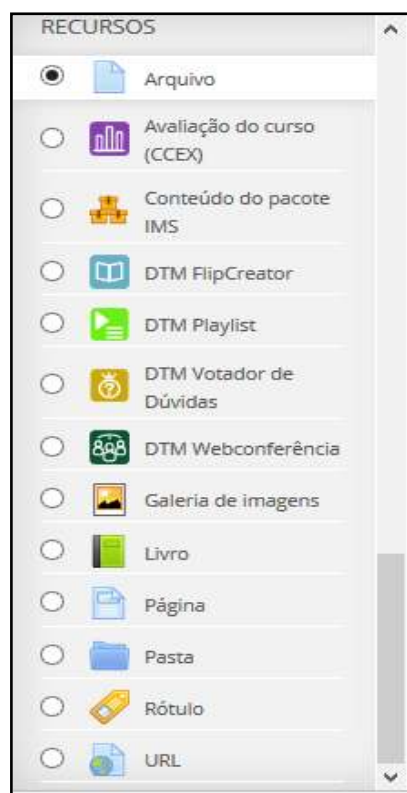 RECURSOS
Arquivo
Avaliação do curso
(CCEX)
Conteúdo do pacote
IMS
DTM FlipCreator
DTM Playlist
DTM Votador de
Dúvidas
DTM Webconferência
Galeria de imagens
Livro
Página
Pasta
Rótulo
URL